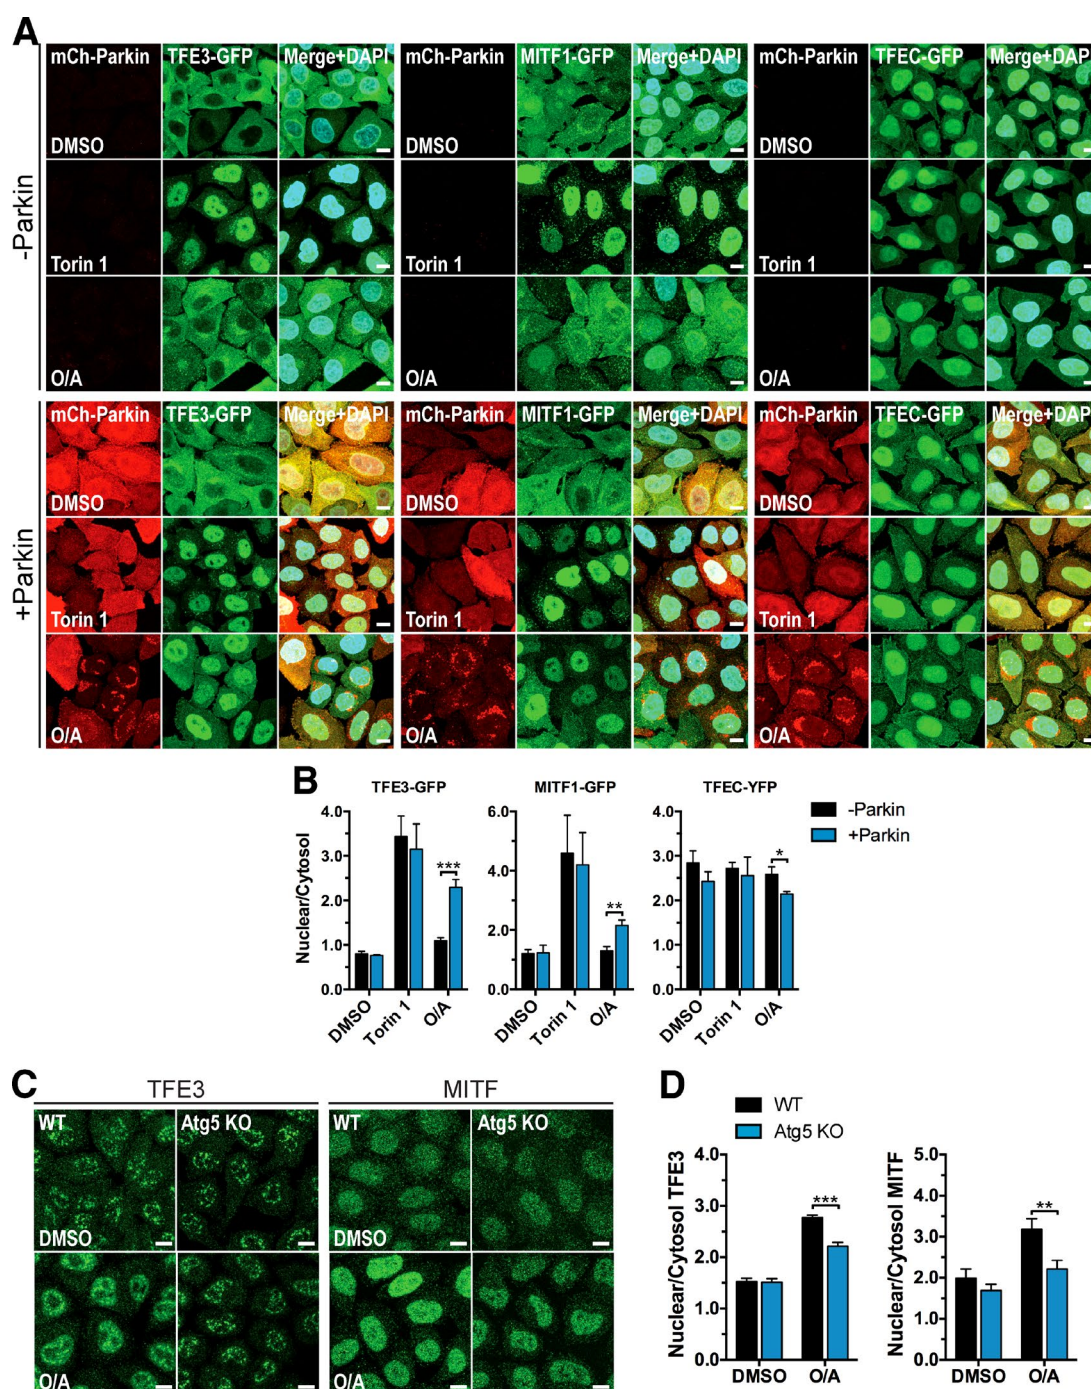 A
mCh-Parkin TFE3-GFP Merge+DAPI mCh-Parkin MITF1-GFP Merge+DAPI mCh-Parkin TFEC-GFP Merge+DAP
DMSO DMSO DMSO
-Parkin
Torin 1 Torin 1 Torin 1
O/A O/A O/A
mCh-Parkin TFE3-GFP Merge+DAPI mCh-Parkin MITF1-GFP Merge+DAPI mCh-Parkin TFEC-GFP Merge+DAP
DMSO DMSO DMSO
+Parkin
Torin 1 Torin 1 Torin 1
O/A O/A O/A
B
TFE3-GFP MITF1-GFP TFEC-YFP
-Parkin
+Parkin
Nuclear/Cytosol
4.0
3.0
2.0
1.0
0.0
***
DMSO Torin 1 O/A
6.0
4.0
2.0
0.0
**
DMSO Torin 1 O/A
4.0
3.0
2.0
1.0
0.0
*
DMSO Torin 1 O/A
C
TFE3 MITF
WT Atg5 KO WT Atg5 KO
DMSO DMSO
O/A O/A
D
WT
Atg5 KO
Nuclear/Cytosol TFE3
4.0
3.0
2.0
1.0
0.0
***
DMSO O/A
Nuclear/Cytosol MITF
5.0
4.0
3.0
2.0
1.0
0.0
**
DMSO O/A